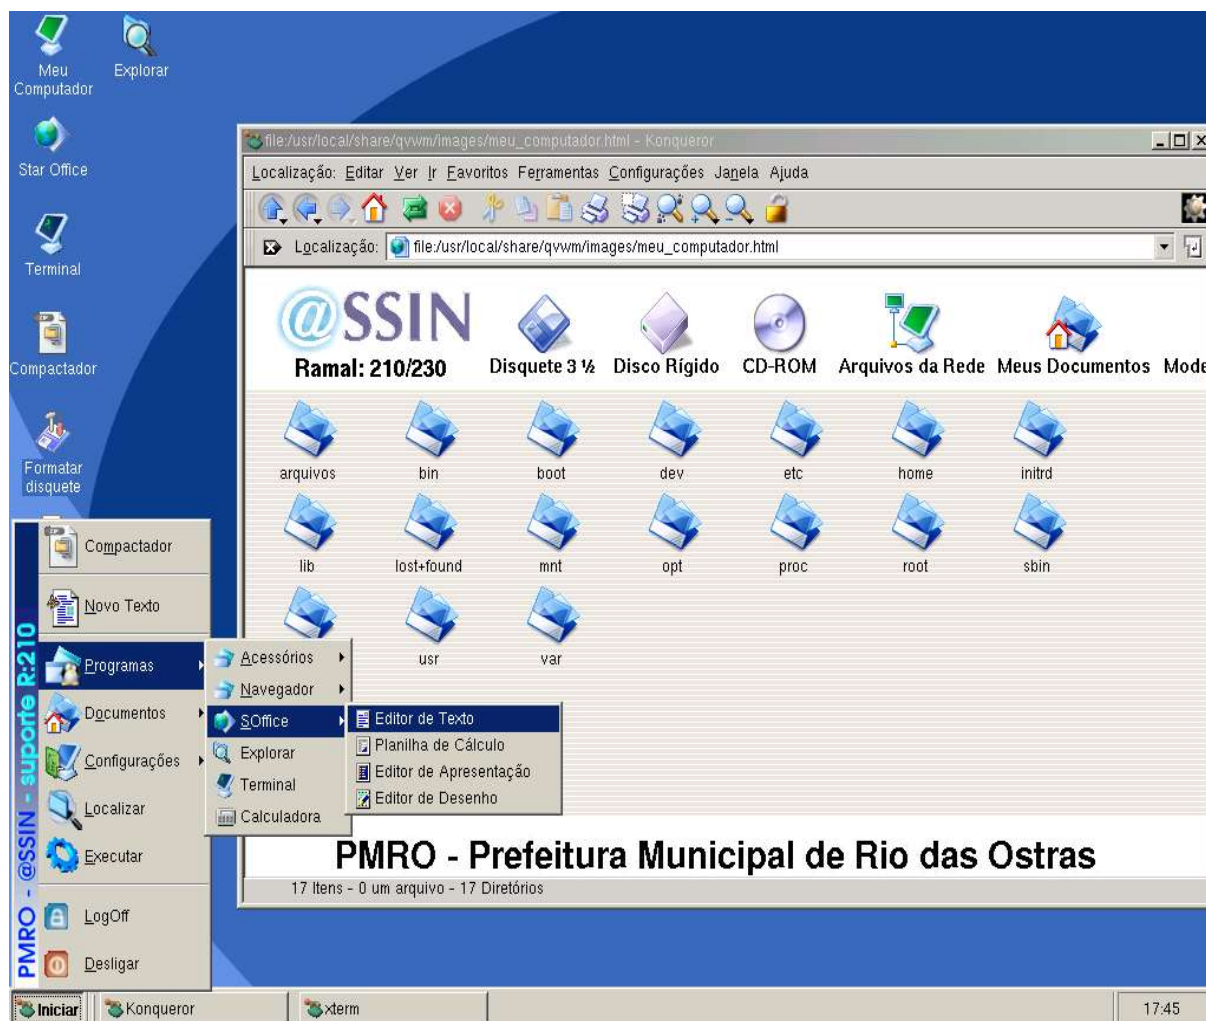 Meu
Computador
Explorar
Star Office
Terminal
Compactador
Formatar
disquete
file:/usr/local/share/qvwm/images/meu_computador.html - Konqueror
Localização: Editar Ver Ir Favoritos Ferramentas Configurações Janela Ajuda
Localização: file:/usr/local/share/qvwm/images/meu_computador.html
@SSIN
Ramal: 210/230
Disquete 3 ½ Disco Rígido CD-ROM Arquivos da Rede Meus Documentos Mode
arquivos bin boot dev etc home initrd
lib lost+found mnt opt proc root sbin
usr var
PMRO - Prefeitura Municipal de Rio das Ostras
17 Itens - 0 um arquivo - 17 Diretórios
PMRO - @SSIN - suporte R:210
Compactador
Novo Texto
Programas
Documentos
Configurações
Localizar
Executar
LogOff
Desligar
Acessórios
Navegador
SOffice
Explorar
Terminal
Calculadora
Editor de Texto
Planilha de Cálculo
Editor de Apresentação
Editor de Desenho
Iniciar Konqueror xterm 17:45